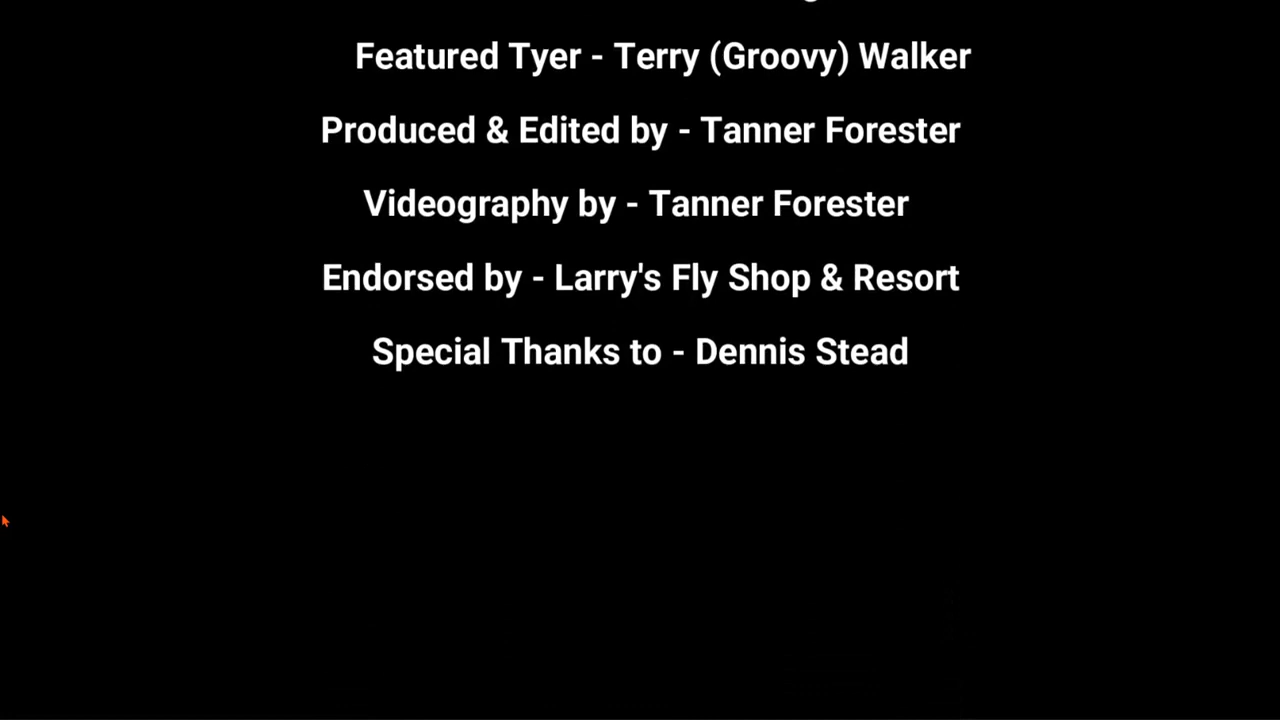 Featured Tyer - Terry (Groovy) Walker
Produced & Edited by - Tanner Forester
Videography by - Tanner Forester
Endorsed by - Larry's Fly Shop & Resort
Special Thanks to - Dennis Stead